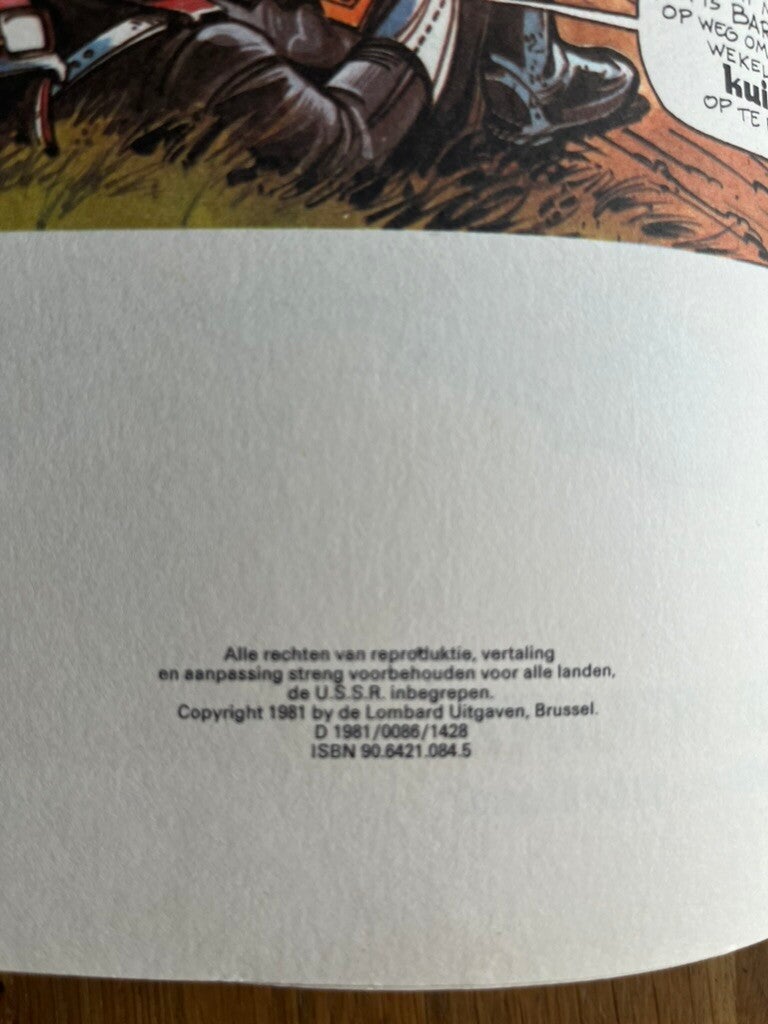 IS BAR
OP WEG OM
WEKEL
kui
OP TE
Alle rechten van reproduktie, vertaling
en aanpassing streng voorbehouden voor alle landen,
de U.S.S.R. inbegrepen.
Copyright 1981 by de Lombard Uitgaven, Brussel.
D 1981/0086/1428
ISBN 90.6421.084.5